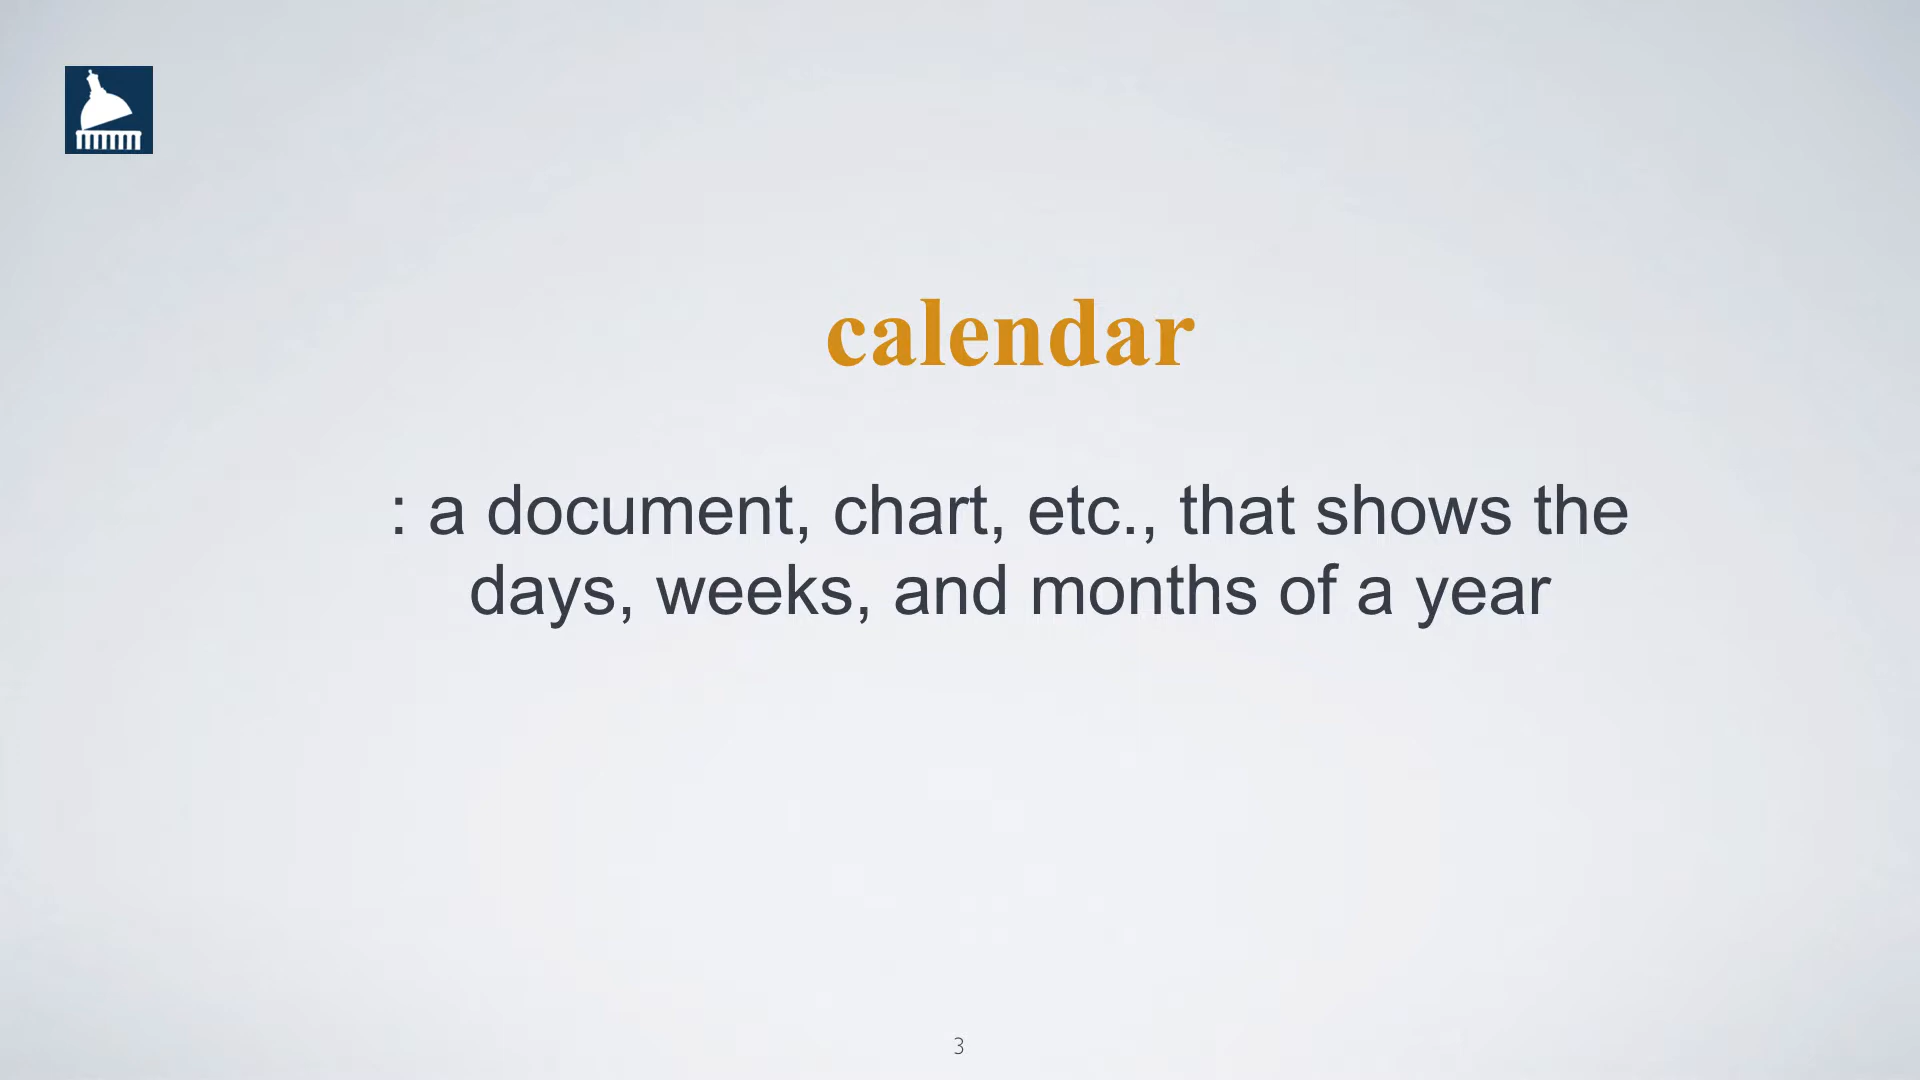 calendar
: a document, chart, etc., that shows the
days, weeks, and months of a year
3